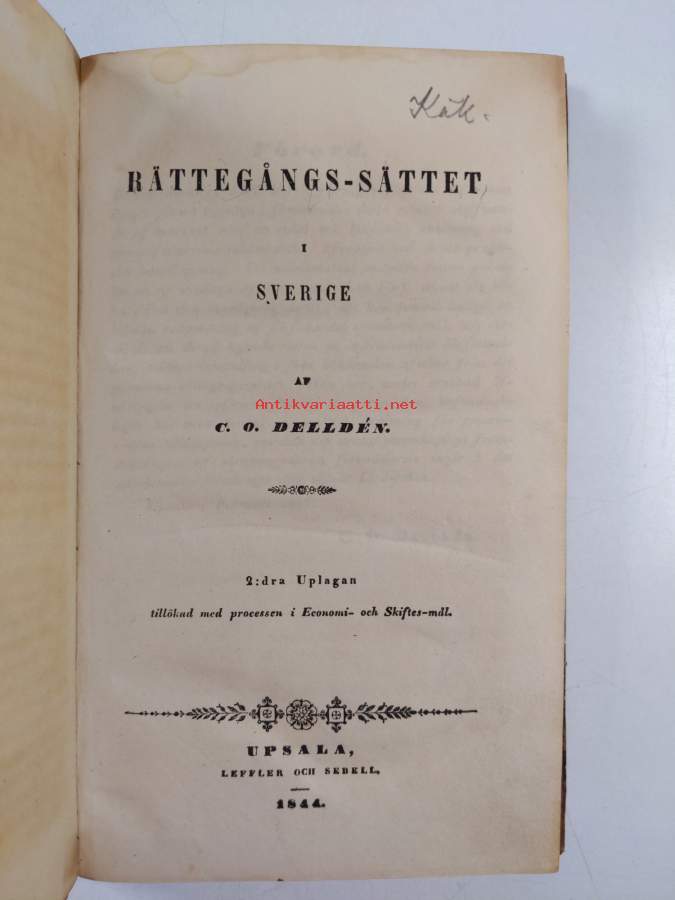 Kåk.
RÄTTEGÅNGS-SÄTTET
I
SVERIGE
AF
Antikvariaatti.net
C. O. DELLDÉN.
2:dra Uplagan
tillökad med processen i Economi- och Skiftes-mål.
UPSALA,
LEFFLER OCH SEBELL.
1844.